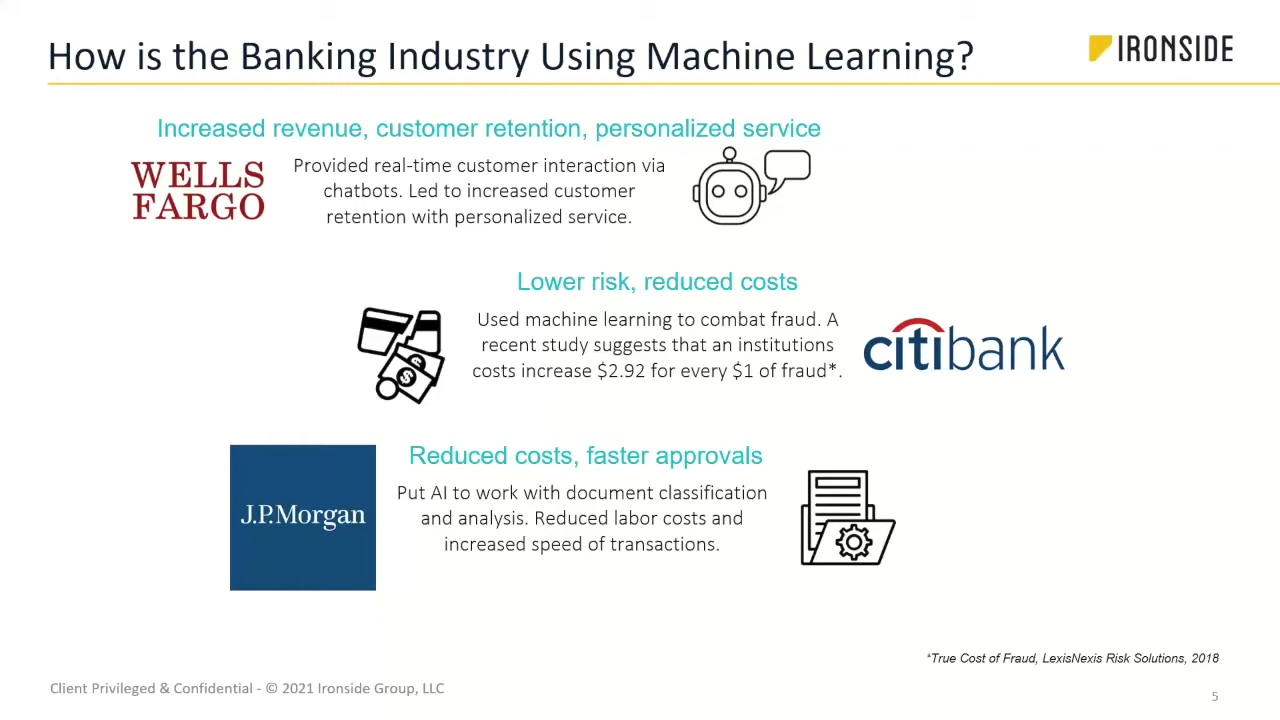 How is the Banking Industry Using Machine Learning?
IRONSIDE
Increased revenue, customer retention, personalized service
WELLS
FARGO
Provided real-time customer interaction via
chatbots. Led to increased customer
retention with personalized service.
Lower risk, reduced costs
Used machine learning to combat fraud. A
recent study suggests that an institutions
costs increase $2.92 for every $1 of fraud*.
citibank
Reduced costs, faster approvals
J.P.Morgan
Put AI to work with document classification
and analysis. Reduced labor costs and
increased speed of transactions.
*True Cost of Fraud, LexisNexis Risk Solutions, 2018
Client Privileged & Confidential - © 2021 Ironside Group, LLC
5